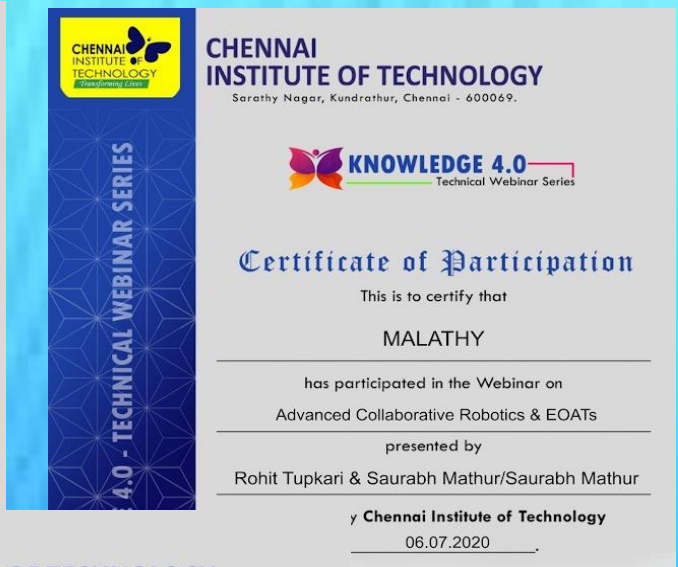 CHENNAI
INSTITUTE OF
TECHNOLOGY
Transforming Lives
CHENNAI
INSTITUTE OF TECHNOLOGY
Sarathy Nagar, Kundrathur, Chennai - 600069.
KNOWLEDGE 4.0
Technical Webinar Series
4.0 - TECHNICAL WEBINAR SERIES
Certificate of Participation
This is to certify that
MALATHY
has participated in the Webinar on
Advanced Collaborative Robotics & EOATs
presented by
Rohit Tupkari & Saurabh Mathur/Saurabh Mathur
y Chennai Institute of Technology
06.07.2020.